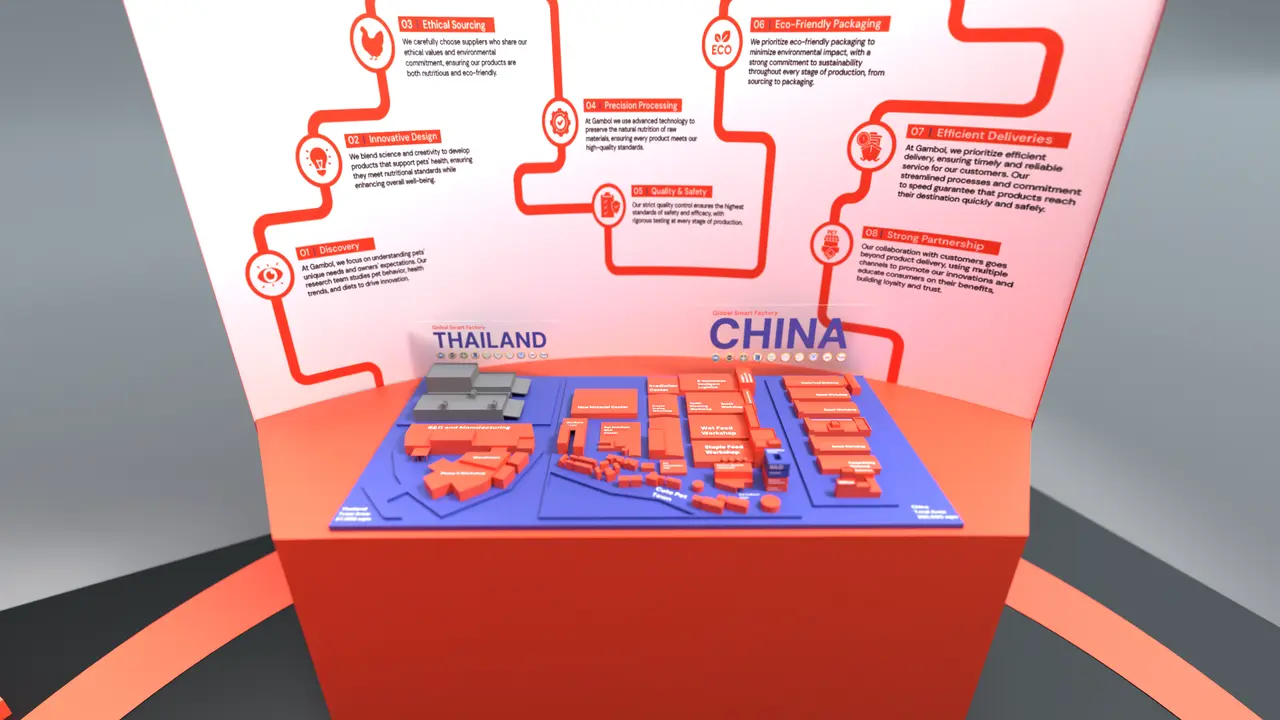 03 | Ethical Sourcing
We carefully choose suppliers who share our
ethical values and environmental
commitment, ensuring our products are
both nutritious and eco-friendly.
06 | Eco-Friendly Packaging
ECO
We prioritize eco-friendly packaging to
minimize environmental impact, with a
strong commitment to sustainability
throughout every stage of production, from
sourcing to packaging.
04 | Precision Processing
At Gambol we use advanced technology to
preserve the natural nutrition of raw
materials, ensuring every product meets our
high-quality standards.
02 | Innovative Design
We blend science and creativity to develop
products that support pets' health, ensuring
they meet nutritional standards while
enhancing overall well-being.
07 | Efficient Deliveries
At Gambol, we prioritize efficient
delivery, ensuring timely and reliable
service for our customers. Our
streamlined processes and commitment
to speed guarantee that products reach
their destination quickly and safely.
05 | Quality & Safety
Our strict quality control ensures the highest
standards of safety and efficacy, with
rigorous testing at every stage of production.
01 | Discovery
At Gambol, we focus on understanding pets'
unique needs and owners' expectations. Our
research team studies pet behavior, health
trends, and diets to drive innovation.
08 | Strong Partnership
PET
Our collaboration with customers goes
beyond product delivery, using multiple
channels to promote our innovations and
educate consumers on their benefits,
building loyalty and trust.
Global Smart Factory
THAILAND
Global Smart Factory
CHINA
R&D and Manufacturing
Warehouse
New Material Center
Wet Food
Workshop
Staple Food
Workshop
Cute Pet
Town
Thailand
China